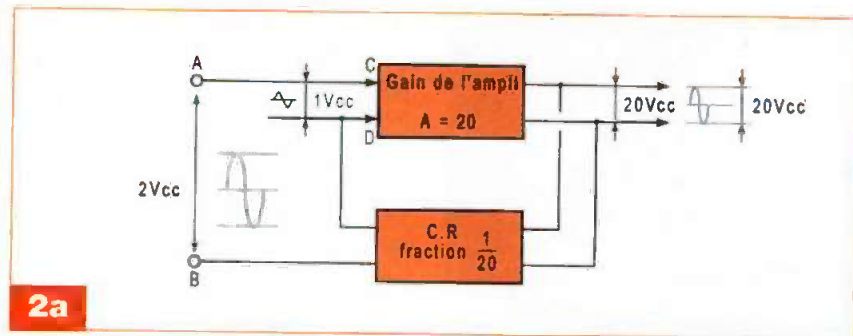 A
C
Gain de l'ampli
1Vcc
A = 20
D
20Vcc
20Vcc
2Vcc
C.R
fraction 1/20
B
2a